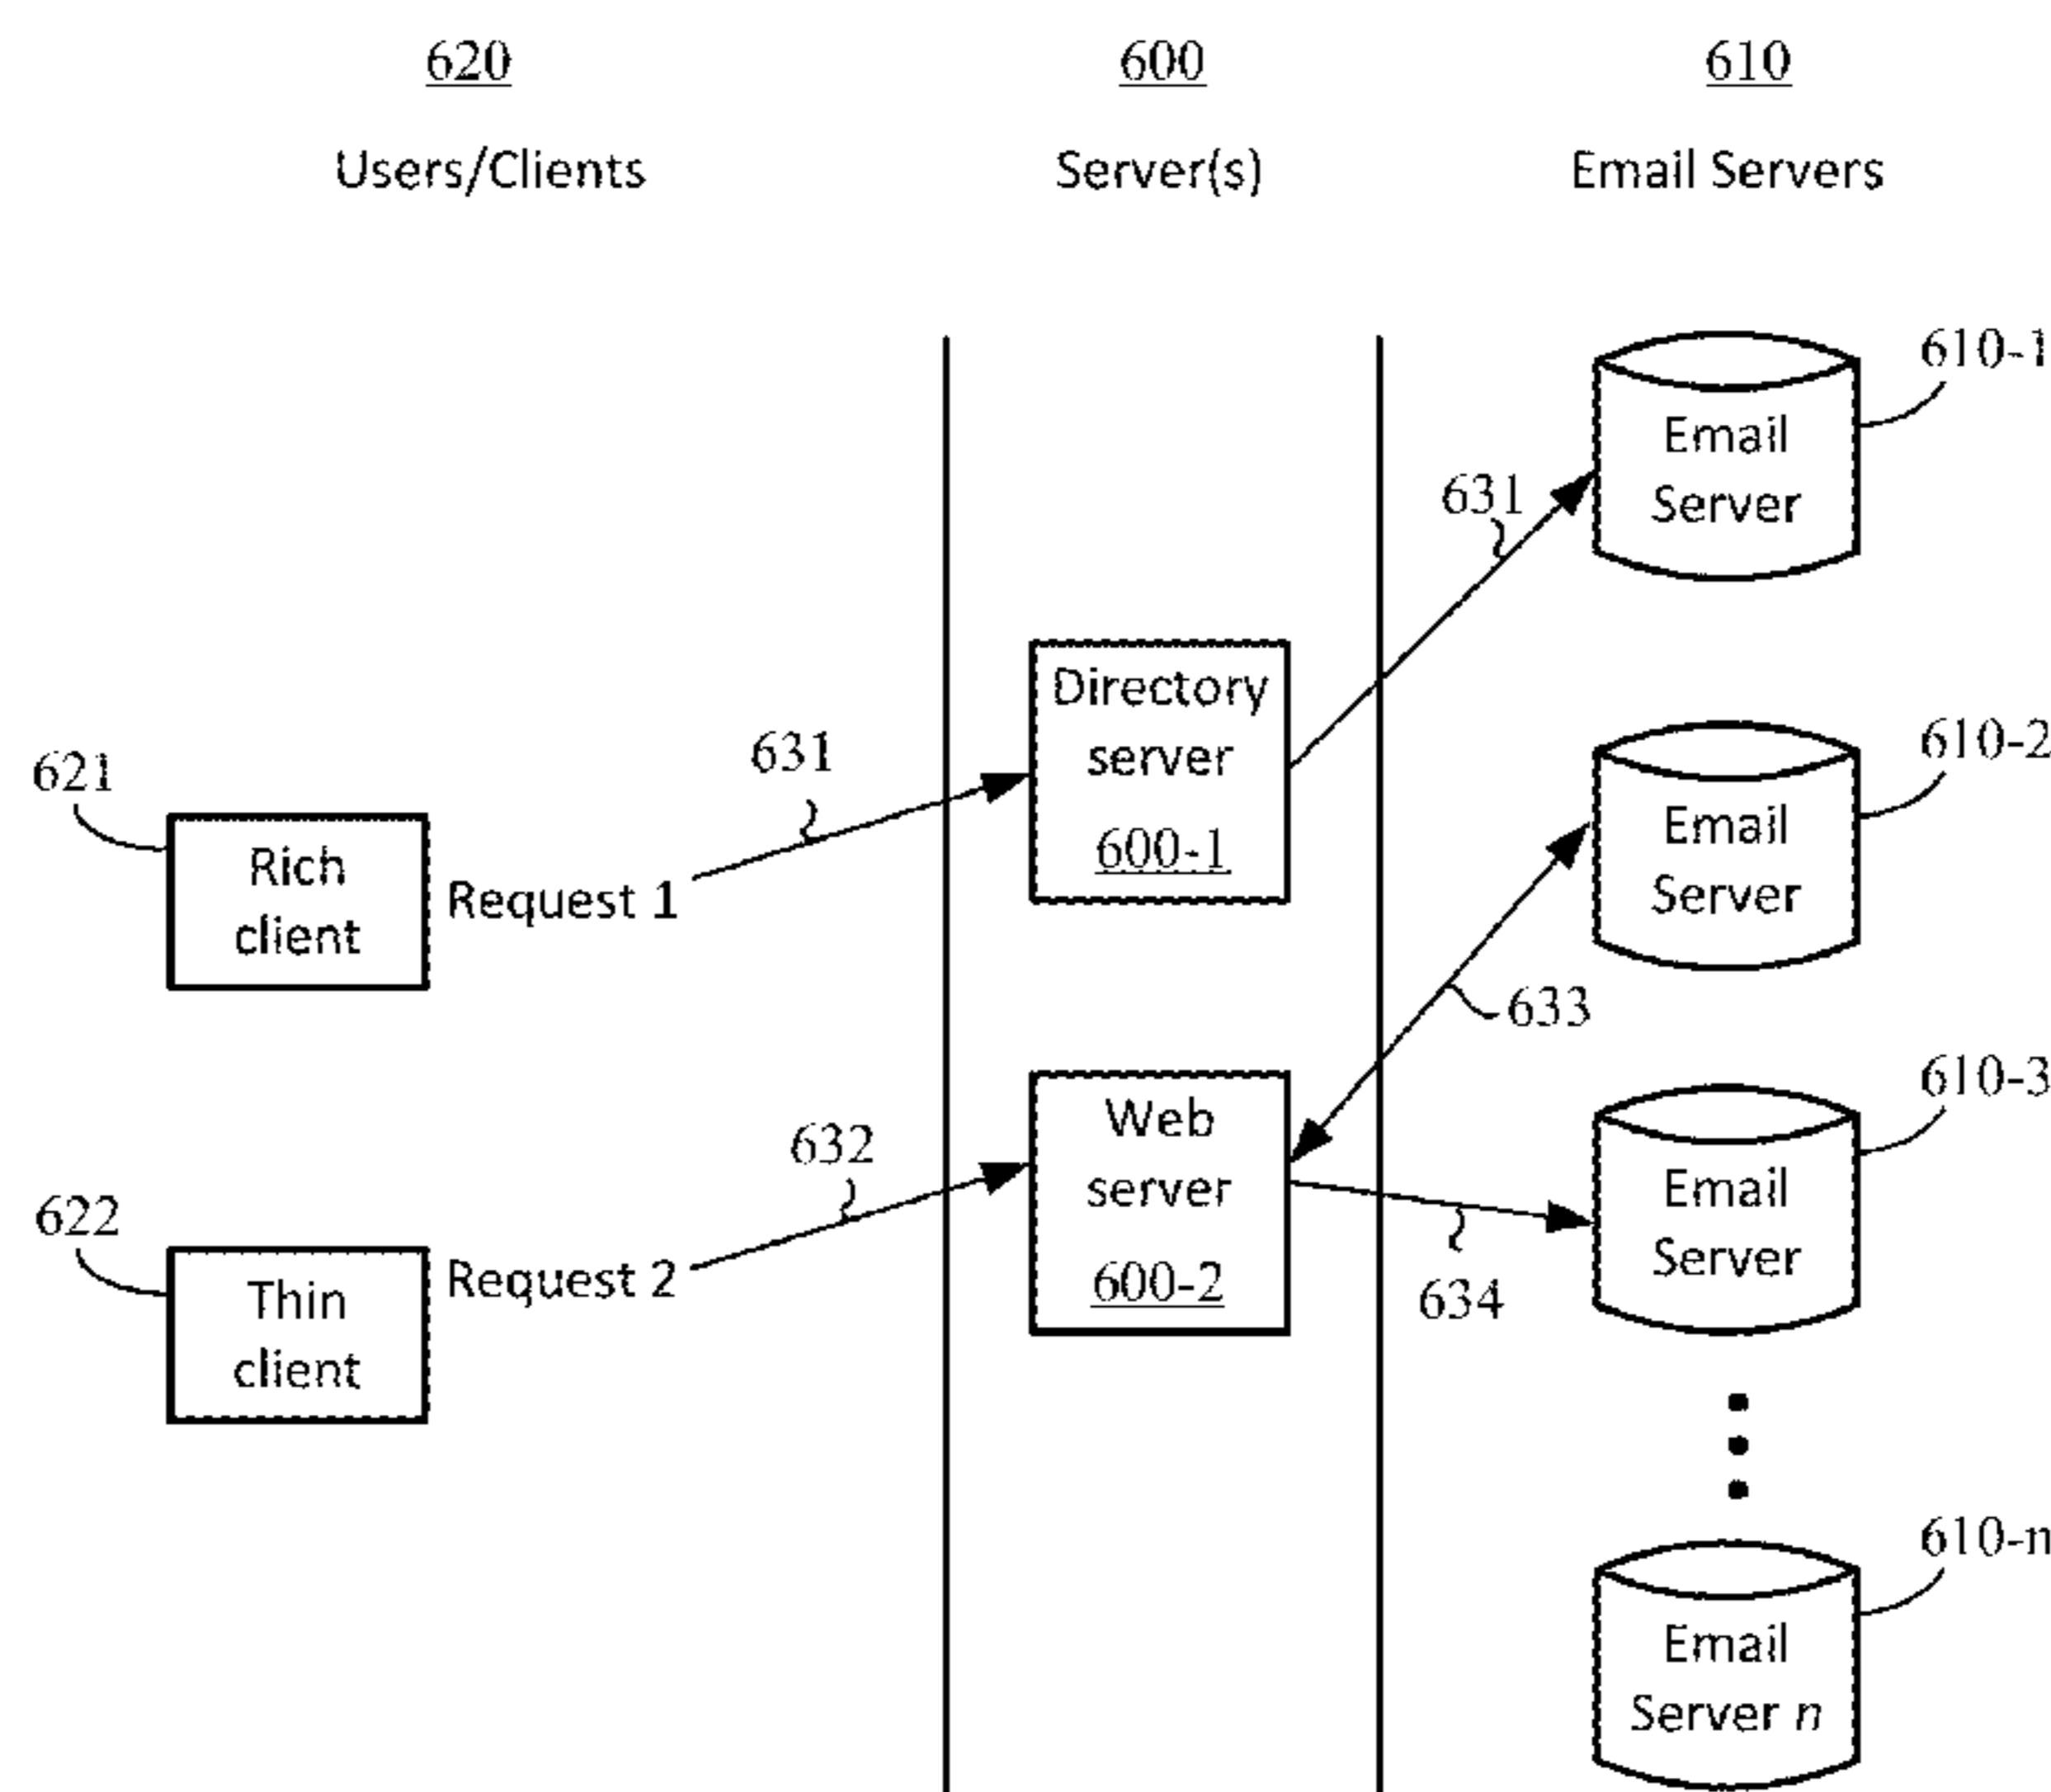 620
600
610
Users/Clients
Server(s)
Email Servers
610-1
Email
Server
631
Directory
server
600-1
610-2
Email
Server
631
621
Rich
client
Request 1
633
610-3
Email
Server
Web
server
600-2
632
622
Thin
client
Request 2
634
610-n
Email
Server n